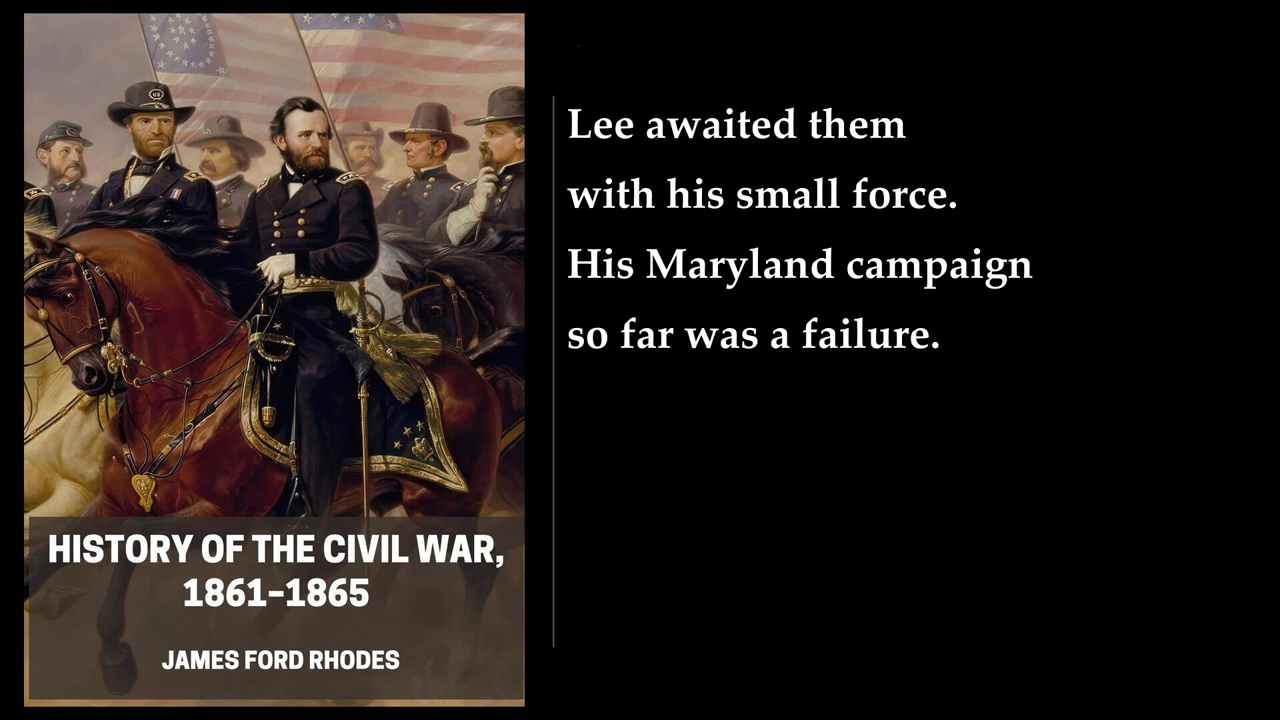 Lee awaited them
with his small force.
His Maryland campaign
so far was a failure.
HISTORY OF THE CIVIL WAR,
1861–1865
JAMES FORD RHODES